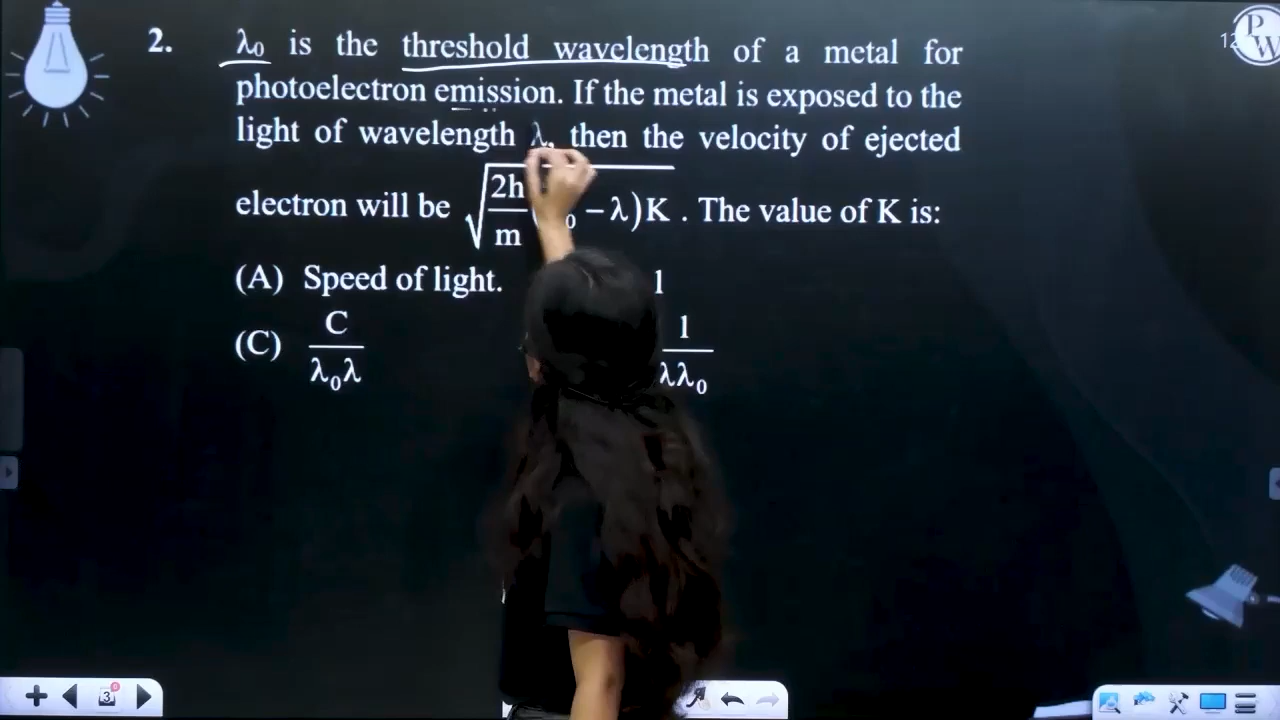 2. λ₀ is the threshold wavelength of a metal for
photoelectron emission. If the metal is exposed to the
light of wavelength λ, then the velocity of ejected
electron will be √2h/m ₀ − λ)K . The value of K is:
(A) Speed of light. 1
(C) C/λ₀λ 1/λλ₀
P
W
3